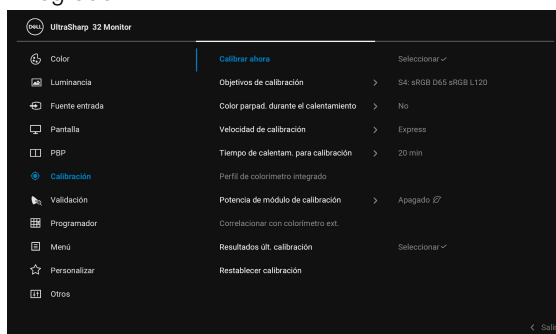 DELL UltraSharp 32 Monitor
Color
Luminancia
Fuente entrada
Pantalla
PBP
Calibración
Validación
Programador
Menú
Personalizar
Otros
Calibrar ahora Seleccionar
Objetivos de calibración > S4: sRGB D65 sRGB L120
Color parpad. durante el calentamiento > No
Velocidad de calibración > Express
Tiempo de calentam. para calibración > 20 min
Perfil de colorímetro integrado
Potencia de módulo de calibración > Apagado
Correlacionar con colorímetro ext.
Resultados últ. calibración Seleccionar
Restablecer calibración